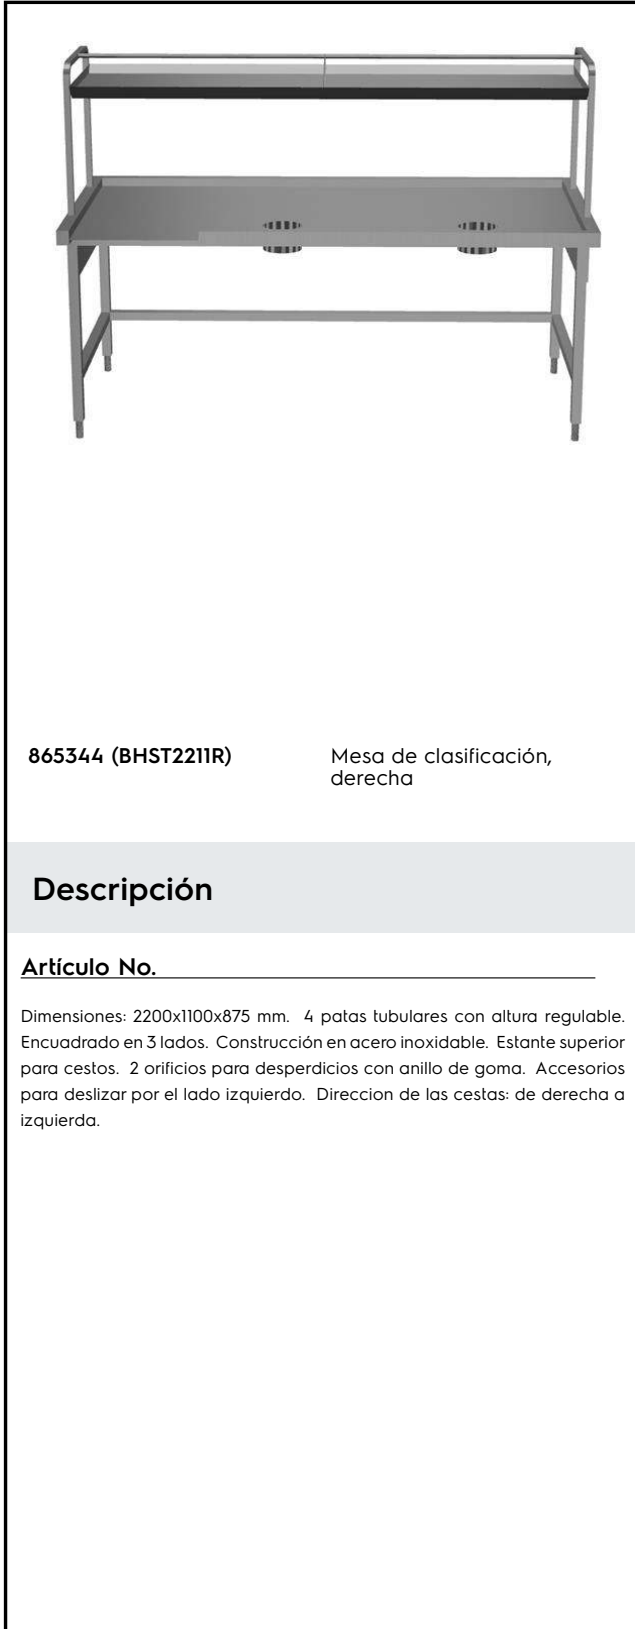 865344 (BHST2211R)
Mesa de clasificación,
derecha
Descripción
Artículo No.
Dimensiones: 2200x1100x875 mm. 4 patas tubulares con altura regulable.
Encuadrado en 3 lados. Construcción en acero inoxidable. Estante superior
para cestos. 2 orificios para desperdicios con anillo de goma. Accesorios
para deslizar por el lado izquierdo. Direccion de las cestas: de derecha a
izquierda.